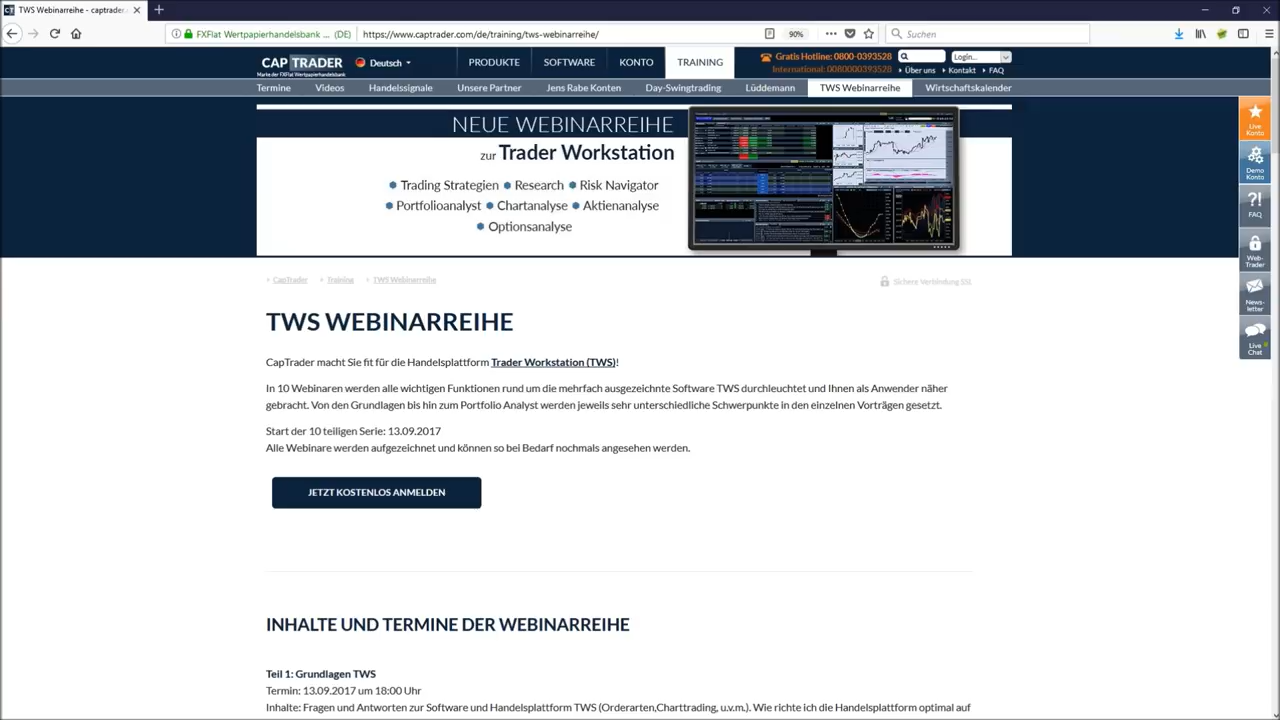 TWS Webinarreihe - captrader.
FXFlat Wertpapierhandelsbank ... (DE)
https://www.captrader.com/de/training/tws-webinarreihe/
90%
Suchen
CAP TRADER
Marke der FXFlat Wertpapierhandelsbank
Deutsch
PRODUKTE
SOFTWARE
KONTO
TRAINING
Gratis Hotline: 0800-0393528
International: 0080000393528
Login...
Über uns
Kontakt
FAQ
Termine
Videos
Handelssignale
Unsere Partner
Jens Rabe Konten
Day-Swingtrading
Lüddemann
TWS Webinarreihe
Wirtschaftskalender
NEUE WEBINARREIHE
zur Trader Workstation
Trading Strategien Research Risk Navigator
Portfolioanalyst Chartanalyse Aktienanalyse
Optionsanalyse
Live
Konto
Demo
Konto
?!
FAQ
Web-
Trader
News-
letter
Live
Chat
CapTrader
Training
TWS Webinarreihe
Sichere Verbindung SSL
TWS WEBINARREIHE
CapTrader macht Sie fit für die Handelsplattform Trader Workstation (TWS)!
In 10 Webinaren werden alle wichtigen Funktionen rund um die mehrfach ausgezeichnete Software TWS durchleuchtet und Ihnen als Anwender näher
gebracht. Von den Grundlagen bis hin zum Portfolio Analyst werden jeweils sehr unterschiedliche Schwerpunkte in den einzelnen Vorträgen gesetzt.
Start der 10 teiligen Serie: 13.09.2017
Alle Webinare werden aufgezeichnet und können so bei Bedarf nochmals angesehen werden.
JETZT KOSTENLOS ANMELDEN
INHALTE UND TERMINE DER WEBINARREIHE
Teil 1: Grundlagen TWS
Termin: 13.09.2017 um 18:00 Uhr
Inhalte: Fragen und Antworten zur Software und Handelsplattform TWS (Orderarten,Charttrading, u.v.m.). Wie richte ich die Handelsplattform optimal auf